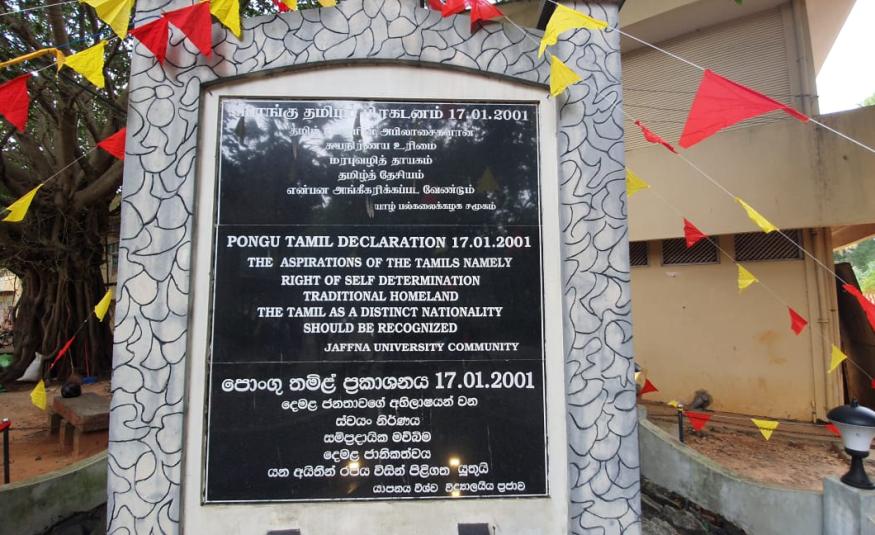 பொங்கு தமிழ் பிரகடனம் 17.01.2001
தமிழ் அபிலாசைகளான
சுயநிர்ணய உரிமை
மரபுவழித் தாயகம்
தமிழ்த் தேசியம்
என்பன அங்கீகரிக்கப்பட வேண்டும்
யாழ் பல்கலைக்கழக சமூகம்
PONGU TAMIL DECLARATION 17.01.2001
THE ASPIRATIONS OF THE TAMILS NAMELY
RIGHT OF SELF DETERMINATION
TRADITIONAL HOMELAND
THE TAMIL AS A DISTINCT NATIONALITY
SHOULD BE RECOGNIZED
JAFFNA UNIVERSITY COMMUNITY
පොංගු තමිළ් ප්‍රකාශනය 17.01.2001
දෙමළ ජනතාවගේ අභිලාෂයන් වන
ස්වයං නිර්ණය
සම්ප්‍රදායික මව්බිම
දෙමළ ජාතිකත්වය
යන අයිතීන් රජය විසින් පිළිගත යුතුයි
යාපනය විශ්ව විද්‍යාලයීය ප්‍රජාව